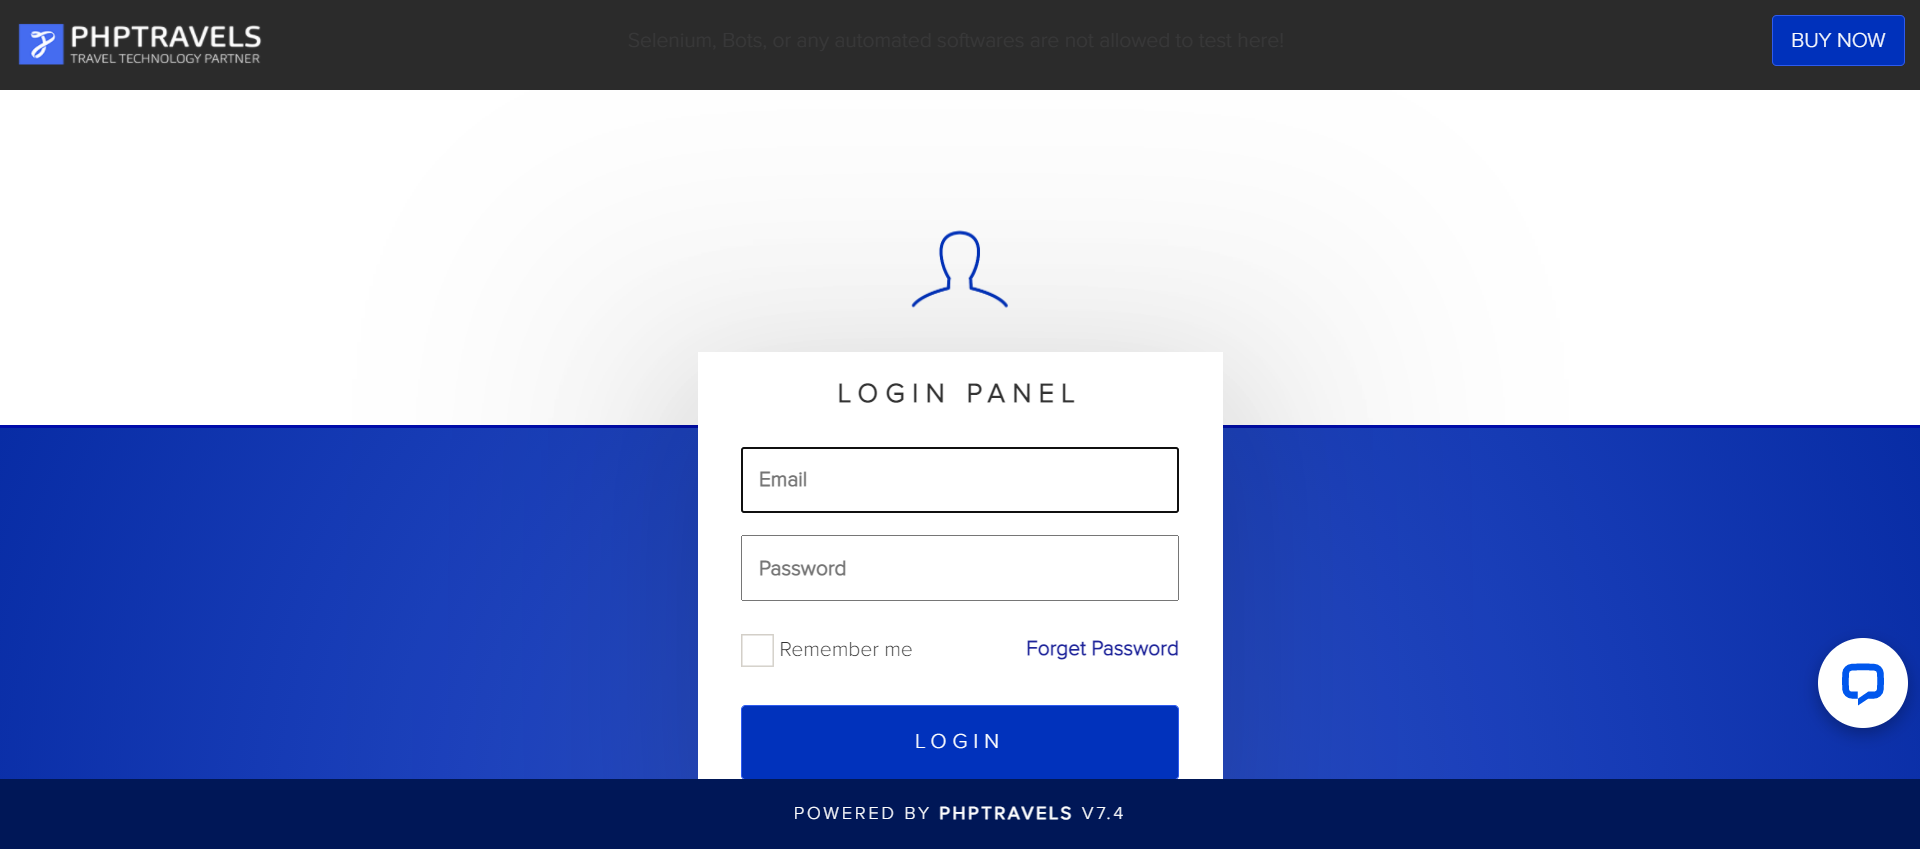 PHPTRAVELS
TRAVEL TECHNOLOGY PARTNER
Selenium, Bots, or any automated softwares are not allowed to test here!
BUY NOW
LOGIN PANEL
Email
Password
Remember me
Forget Password
LOGIN
POWERED BY PHPTRAVELS V7.4